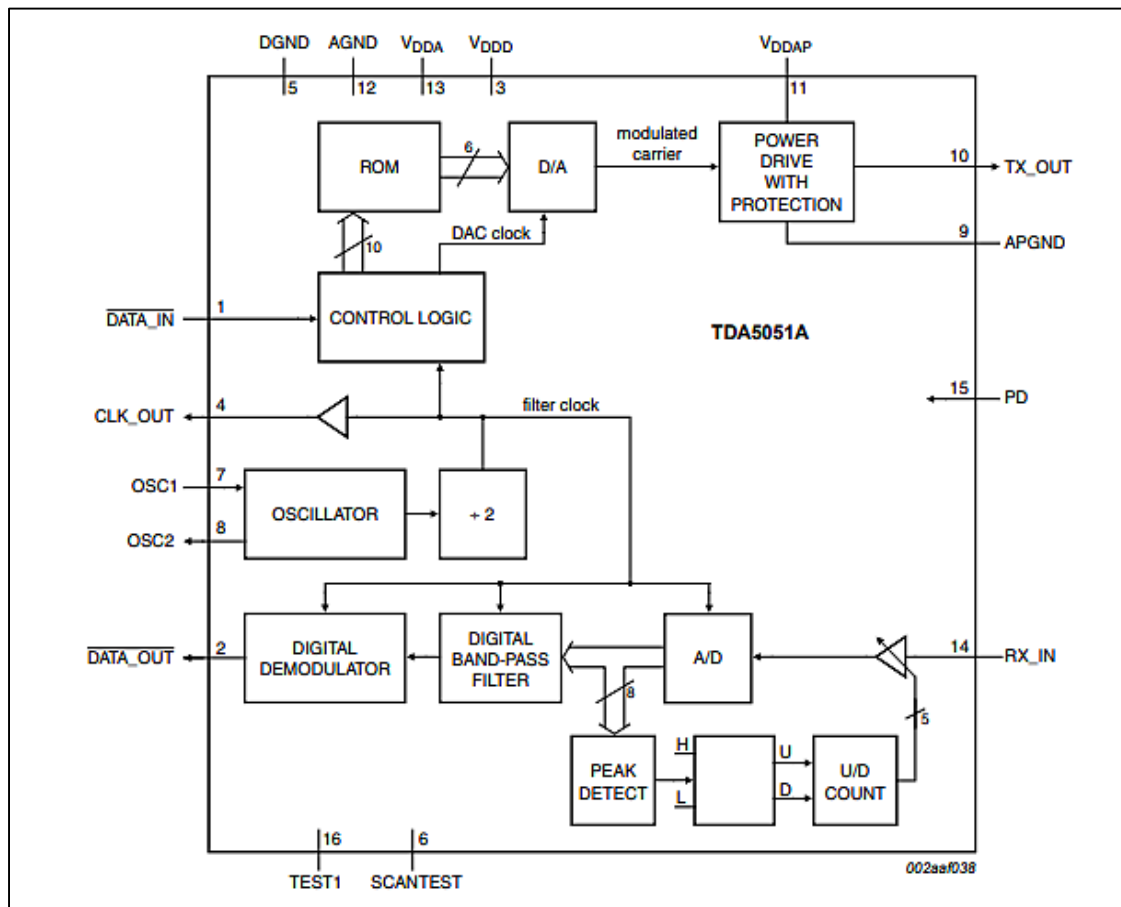 DGND AGND VDDA VDDD VDDAP
5 12 13 3 11
ROM
6
D/A
modulated
carrier
POWER
DRIVE
WITH
PROTECTION
10 TX_OUT
9 APGND
10
DAC clock
DATA_IN 1
CONTROL LOGIC
TDA5051A
15 PD
CLK_OUT 4
filter clock
OSC1 7
OSCILLATOR
÷ 2
OSC2 8
DATA_OUT 2
DIGITAL
DEMODULATOR
DIGITAL
BAND-PASS
FILTER
A/D
14 RX_IN
8
5
PEAK
DETECT
H
L
U
D
U/D
COUNT
16 6
TEST1 SCANTEST
002aaf038